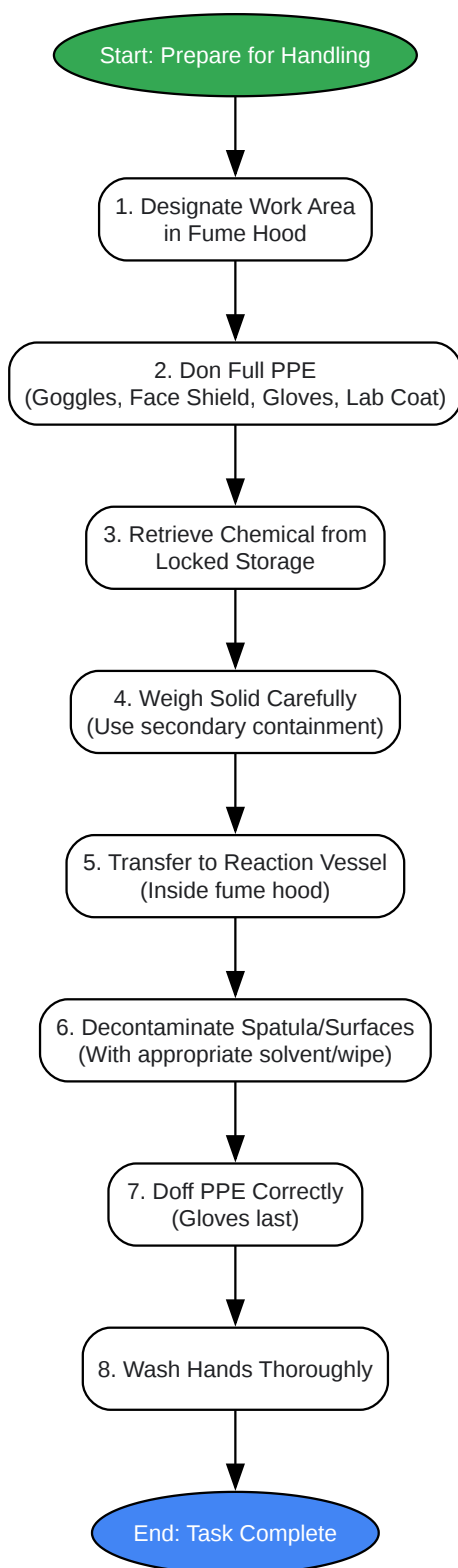 Start: Prepare for Handling
1. Designate Work Area
in Fume Hood
2. Don Full PPE
(Goggles, Face Shield, Gloves, Lab Coat)
3. Retrieve Chemical from
Locked Storage
4. Weigh Solid Carefully
(Use secondary containment)
5. Transfer to Reaction Vessel
(Inside fume hood)
6. Decontaminate Spatula/Surfaces
(With appropriate solvent/wipe)
7. Doff PPE Correctly
(Gloves last)
8. Wash Hands Thoroughly
End: Task Complete